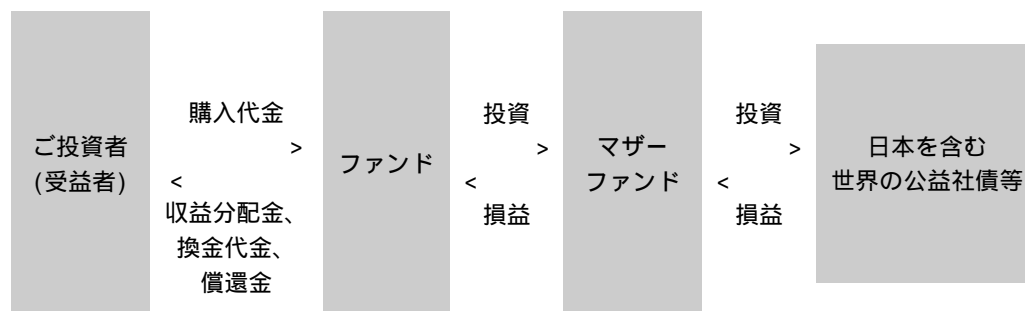 ご投資者
(受益者)
購入代金
>
<
収益分配金、
換金代金、
償還金
ファンド
投資
>
<
損益
マザー
ファンド
投資
>
<
損益
日本を含む
世界の公益社債等